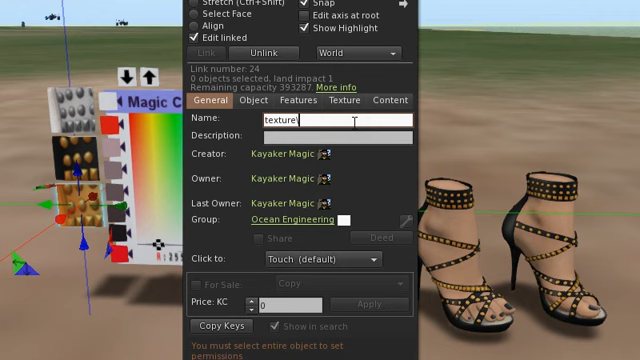 Stretch (Ctrl+Shift)
Snap
Select Face
Edit axis at root
Align
Show Highlight
Edit linked
Link
Unlink
World
Link number: 24
0 objects selected, land impact 1
Remaining capacity 393287. More info
General
Object
Features
Texture
Content
Name:
texture\
Description:
Creator:
Kayaker Magic
Owner:
Kayaker Magic
Last Owner:
Kayaker Magic
Group:
Ocean Engineering
Share
Deed
Click to:
Touch (default)
For Sale:
Copy
Price: KC
0
Apply
Copy Keys
Show in search
You must select entire object to set
permissions
Magic C